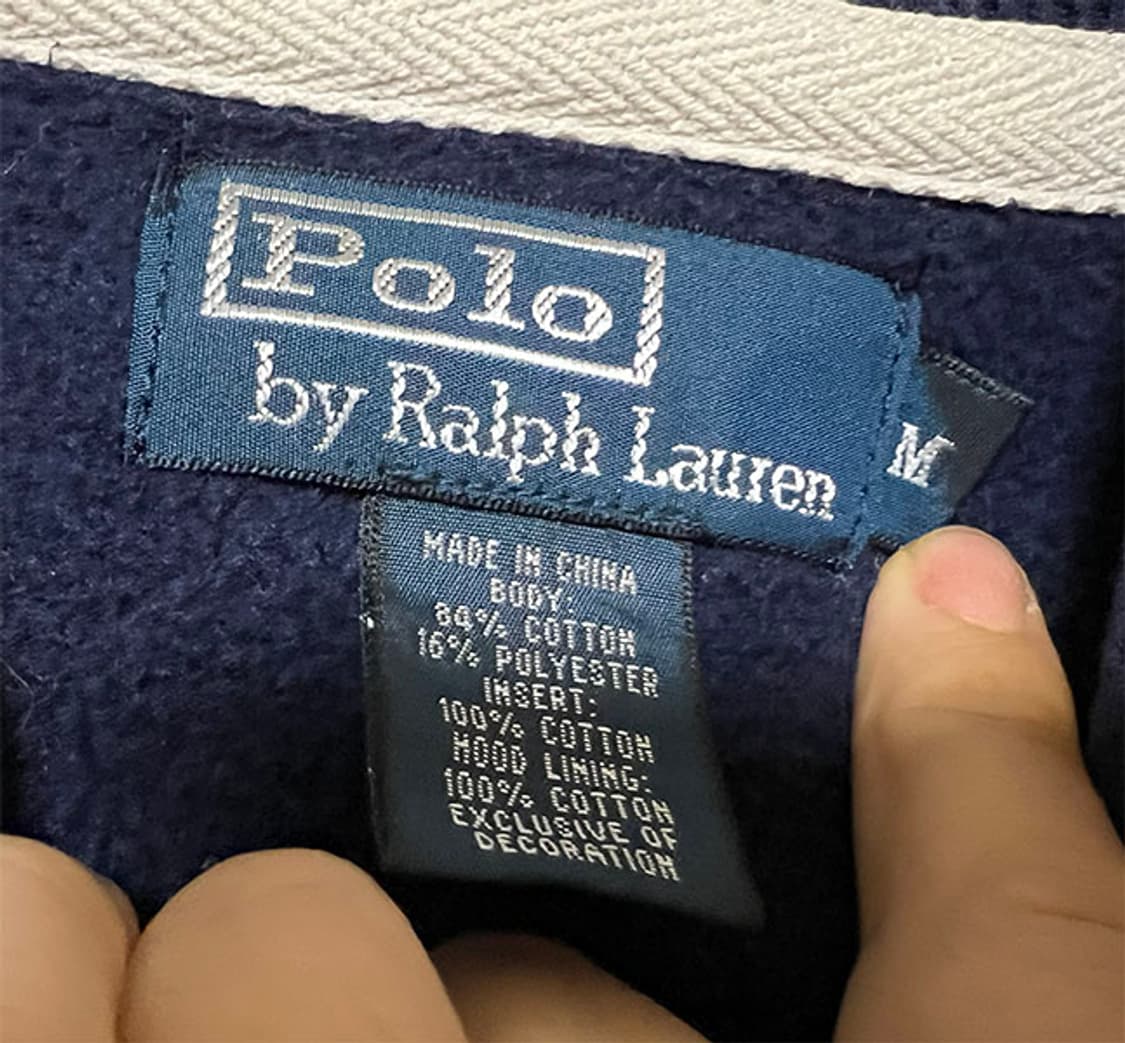 Polo
by Ralph Lauren
M
MADE IN CHINA
BODY:
84% COTTON
16% POLYESTER
INSERT:
100% COTTON
HOOD LINING:
100% COTTON
EXCLUSIVE OF
DECORATION